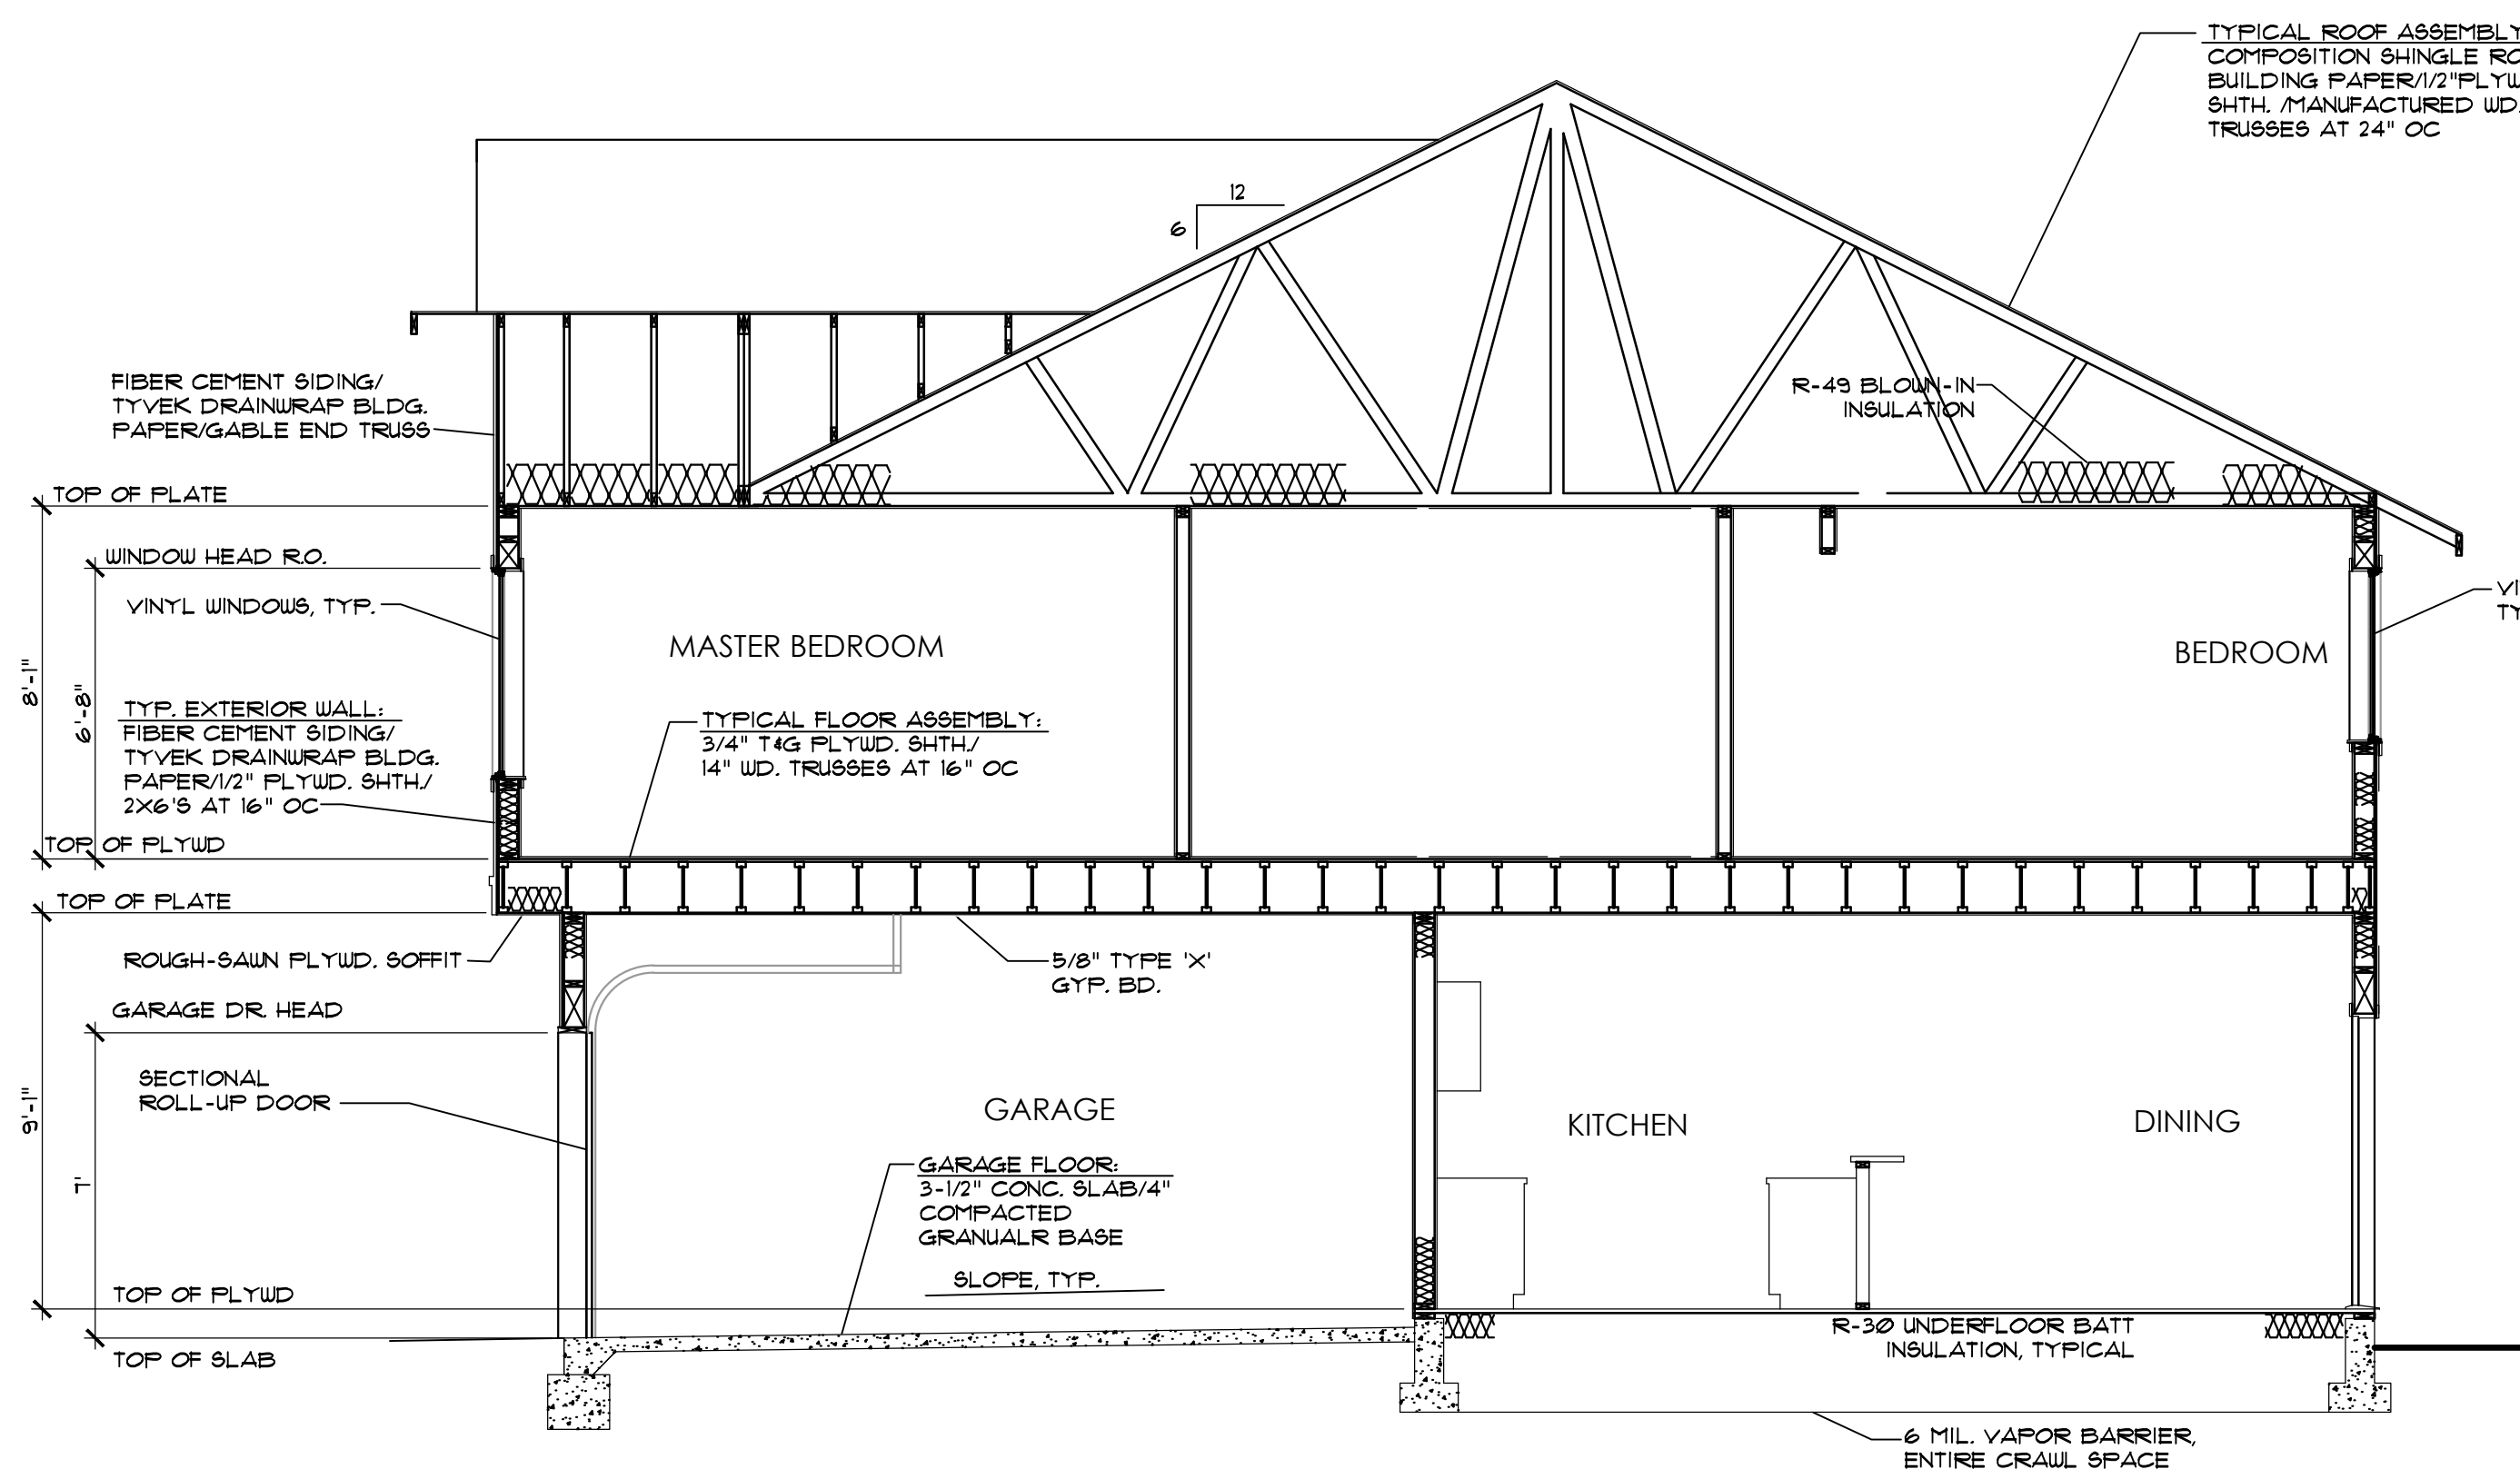 TYPICAL ROOF ASSEMBLY
COMPOSITION SHINGLE
BUILDING PAPER/1/2"
SHTH. /MANUFACTURED WD.
TRUSSES AT 24" OC
12
6
FIBER CEMENT SIDING/
TYVEK DRAINWRAP BLDG.
PAPER/GABLE END TRUSS
R-49 BLOWN-IN
INSULATION
TOP OF PLATE
WINDOW HEAD R.O.
VINYL WINDOWS, TYP.
8'-1"
6'-8"
MASTER BEDROOM
BEDROOM
TYP. EXTERIOR WALL:
FIBER CEMENT SIDING/
TYVEK DRAINWRAP BLDG.
PAPER/1/2" PLYWD. SHTH./
2X6'S AT 16" OC
TYPICAL FLOOR ASSEMBLY:
3/4" T&G PLYWD. SHTH./
14" WD. TRUSSES AT 16" OC
TOP OF PLYWD
TOP OF PLATE
ROUGH-SAWN PLYWD. SOFFIT
5/8" TYPE 'X'
GYP. BD.
GARAGE DR. HEAD
SECTIONAL
ROLL-UP DOOR
9'-1"
7'
GARAGE
KITCHEN
DINING
GARAGE FLOOR:
3-1/2" CONC. SLAB/4"
COMPACTED
GRANUALR BASE
SLOPE, TYP.
TOP OF PLYWD
TOP OF SLAB
R-30 UNDERFLOOR BATT
INSULATION, TYPICAL
6 MIL. VAPOR BARRIER,
ENTIRE CRAWL SPACE